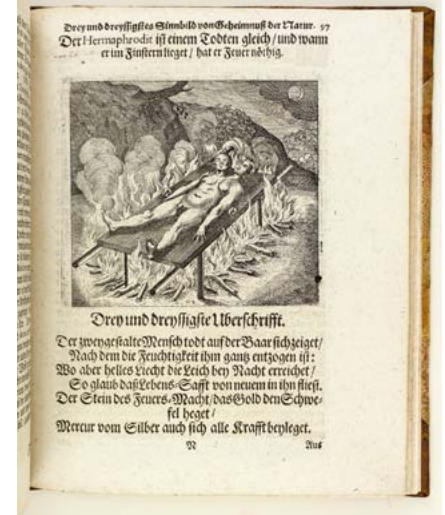 Drey und dreyssigstes Sinnbild von Geheimnuß der Natur. 97
Der Hermaphrodit ist einem Todten gleich / und wann
er im Finstern lieget / hat er Feuer nöthig.
Drey und dreyssigste Uberschrifft.
Der zweygestalte Mensch todt auf der Baar sich zeiget /
Nach dem die Feuchtigkeit ihm gantz entzogen ist:
Wo aber helles Liecht die Leich bey Nacht erreichet /
So glaub daß Lebens-Safft von neuem in ihn fließt.
Der Stein des Feuers-Macht / das Gold den Schwe-
fel heget /
Mercur vom Silber auch sich alle Krafft beyleget.
N Aus